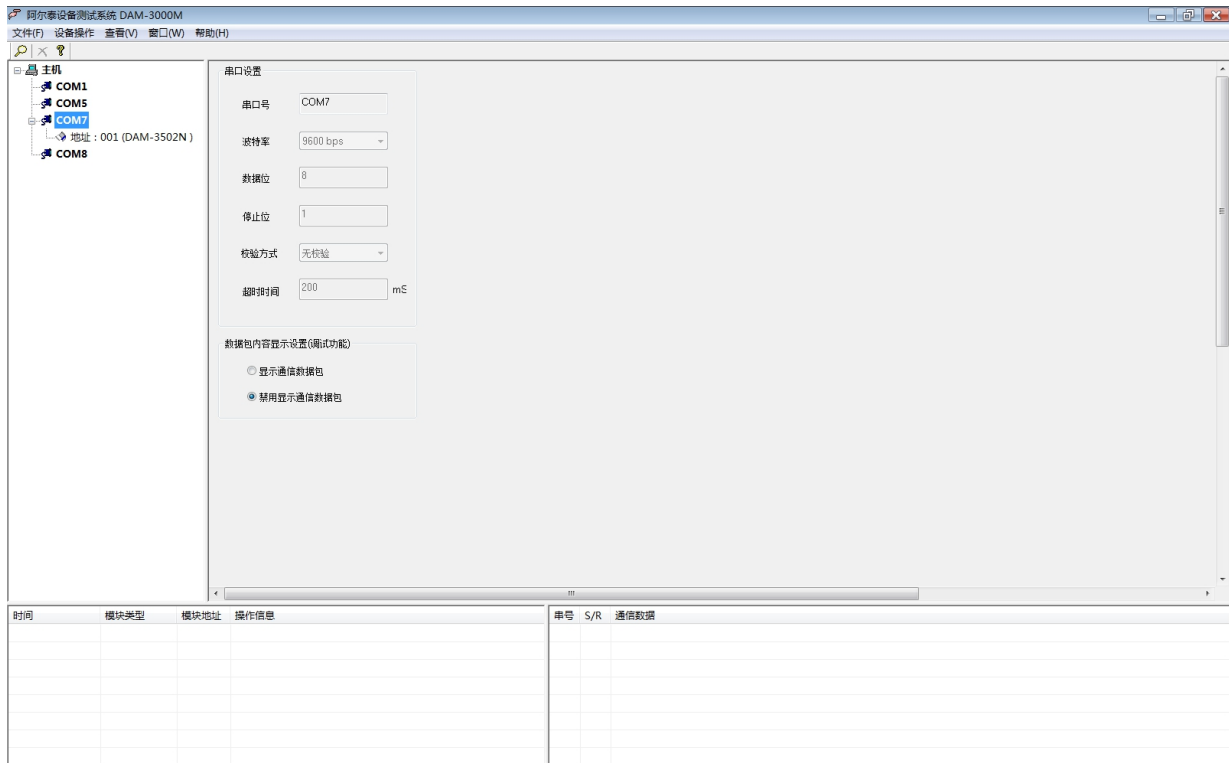 阿尔泰设备测试系统 DAM-3000M
文件(F) 设备操作 查看(V) 窗口(W) 帮助(H)
主机
COM1
COM5
COM7
地址：001 (DAM-3502N )
COM8
串口设置
串口号 COM7
波特率 9600 bps
数据位 8
停止位 1
校验方式 无校验
超时时间 200 mS
数据包内容显示设置(调试功能)
显示通信数据包
禁用显示通信数据包
时间 模块类型 模块地址 操作信息
串号 S/R 通信数据